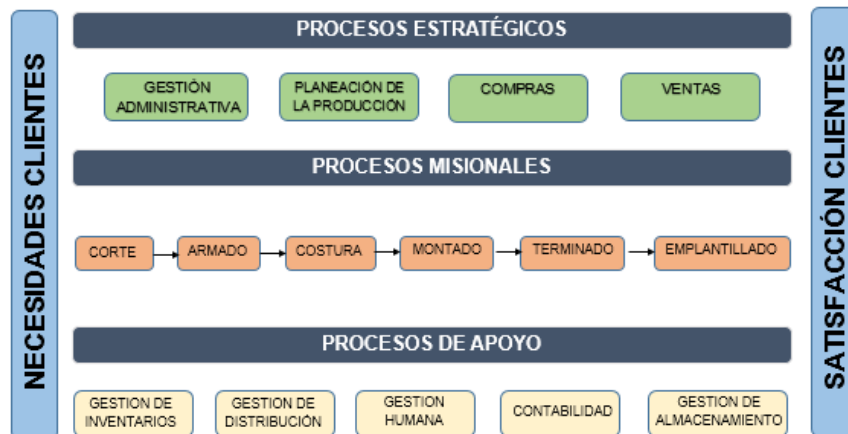 NECESIDADES CLIENTES
PROCESOS ESTRATÉGICOS
GESTIÒN
ADMINISTRATIVA
PLANEACIÓN DE
LA PRODUCCIÓN
COMPRAS
VENTAS
PROCESOS MISIONALES
CORTE
ARMADO
COSTURA
MONTADO
TERMINADO
EMPLANTILLADO
PROCESOS DE APOYO
GESTION DE
INVENTARIOS
GESTION DE
DISTRIBUCIÓN
GESTION
HUMANA
CONTABILIDAD
GESTION DE
ALMACENAMIENTO
SATISFACCIÓN CLIENTES